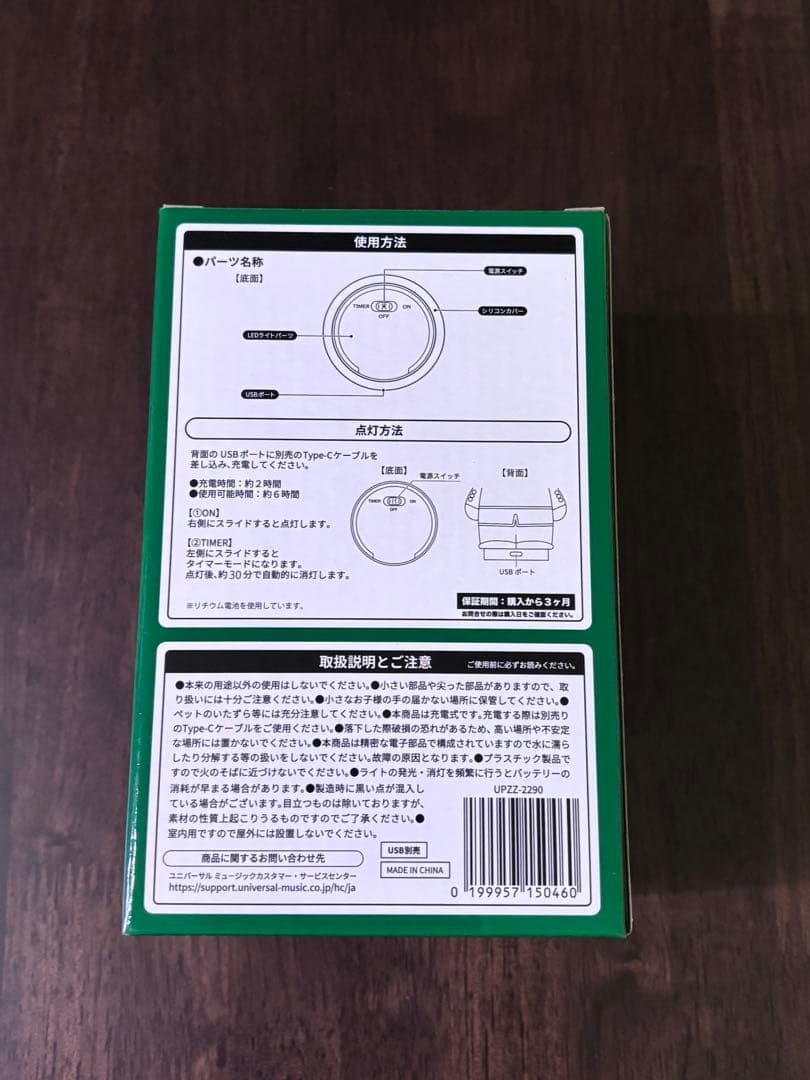 使用方法
●パーツ名称
【底面】
電源スイッチ
TIMER
ON
OFF
シリコンカバー
LEDライトパーツ
USBポート
点灯方法
背面の USBポートに別売のType-Cケーブルを
差し込み、充電してください。
●充電時間：約2時間
●使用可能時間：約6時間
【①ON】
右側にスライドすると点灯します。
【②TIMER】
左側にスライドすると
タイマーモードになります。
点灯後、約30分で自動的に消灯します。
※リチウム電池を使用しています。
【底面】
電源スイッチ
TIMER
ON
OFF
【背面】
USBポート
保証期間：購入から3ヶ月
お問合せの際は購入日をご確認ください。
取扱説明とご注意 ご使用前に必ずお読みください。
●本来の用途以外の使用はしないでください。●小さい部品や尖った部品がありますので、取
り扱いには十分ご注意ください。●小さなお子様の手の届かない場所に保管してください。●
ペットのいたずら等には充分注意してください。●本商品は充電式です。充電する際は別売り
のType-Cケーブルをご使用ください。●落下した際破損の恐れがあるため、高い場所や不安定
な場所には置かないでください。●本商品は精密な電子部品で構成されていますので水に濡ら
したり分解する等の扱いをしないでください。故障の原因となります。●プラスチック製品で
すので火のそばに近づけないでください。●ライトの発光・消灯を頻繁に行うとバッテリーの
消耗が早まる場合があります。●製造時に黒い点が混入し
ている場合がございます。目立つものは除いておりますが、
素材の性質上起こりうるものですのでご了承ください。●
室内用ですので屋外には設置しないでください。
商品に関するお問い合わせ先
ユニバーサル ミュージックカスタマー・サービスセンター
https://support.universal-music.co.jp/hc/ja
USB別売
MADE IN CHINA
UPZZ-2290
0 199957 150460